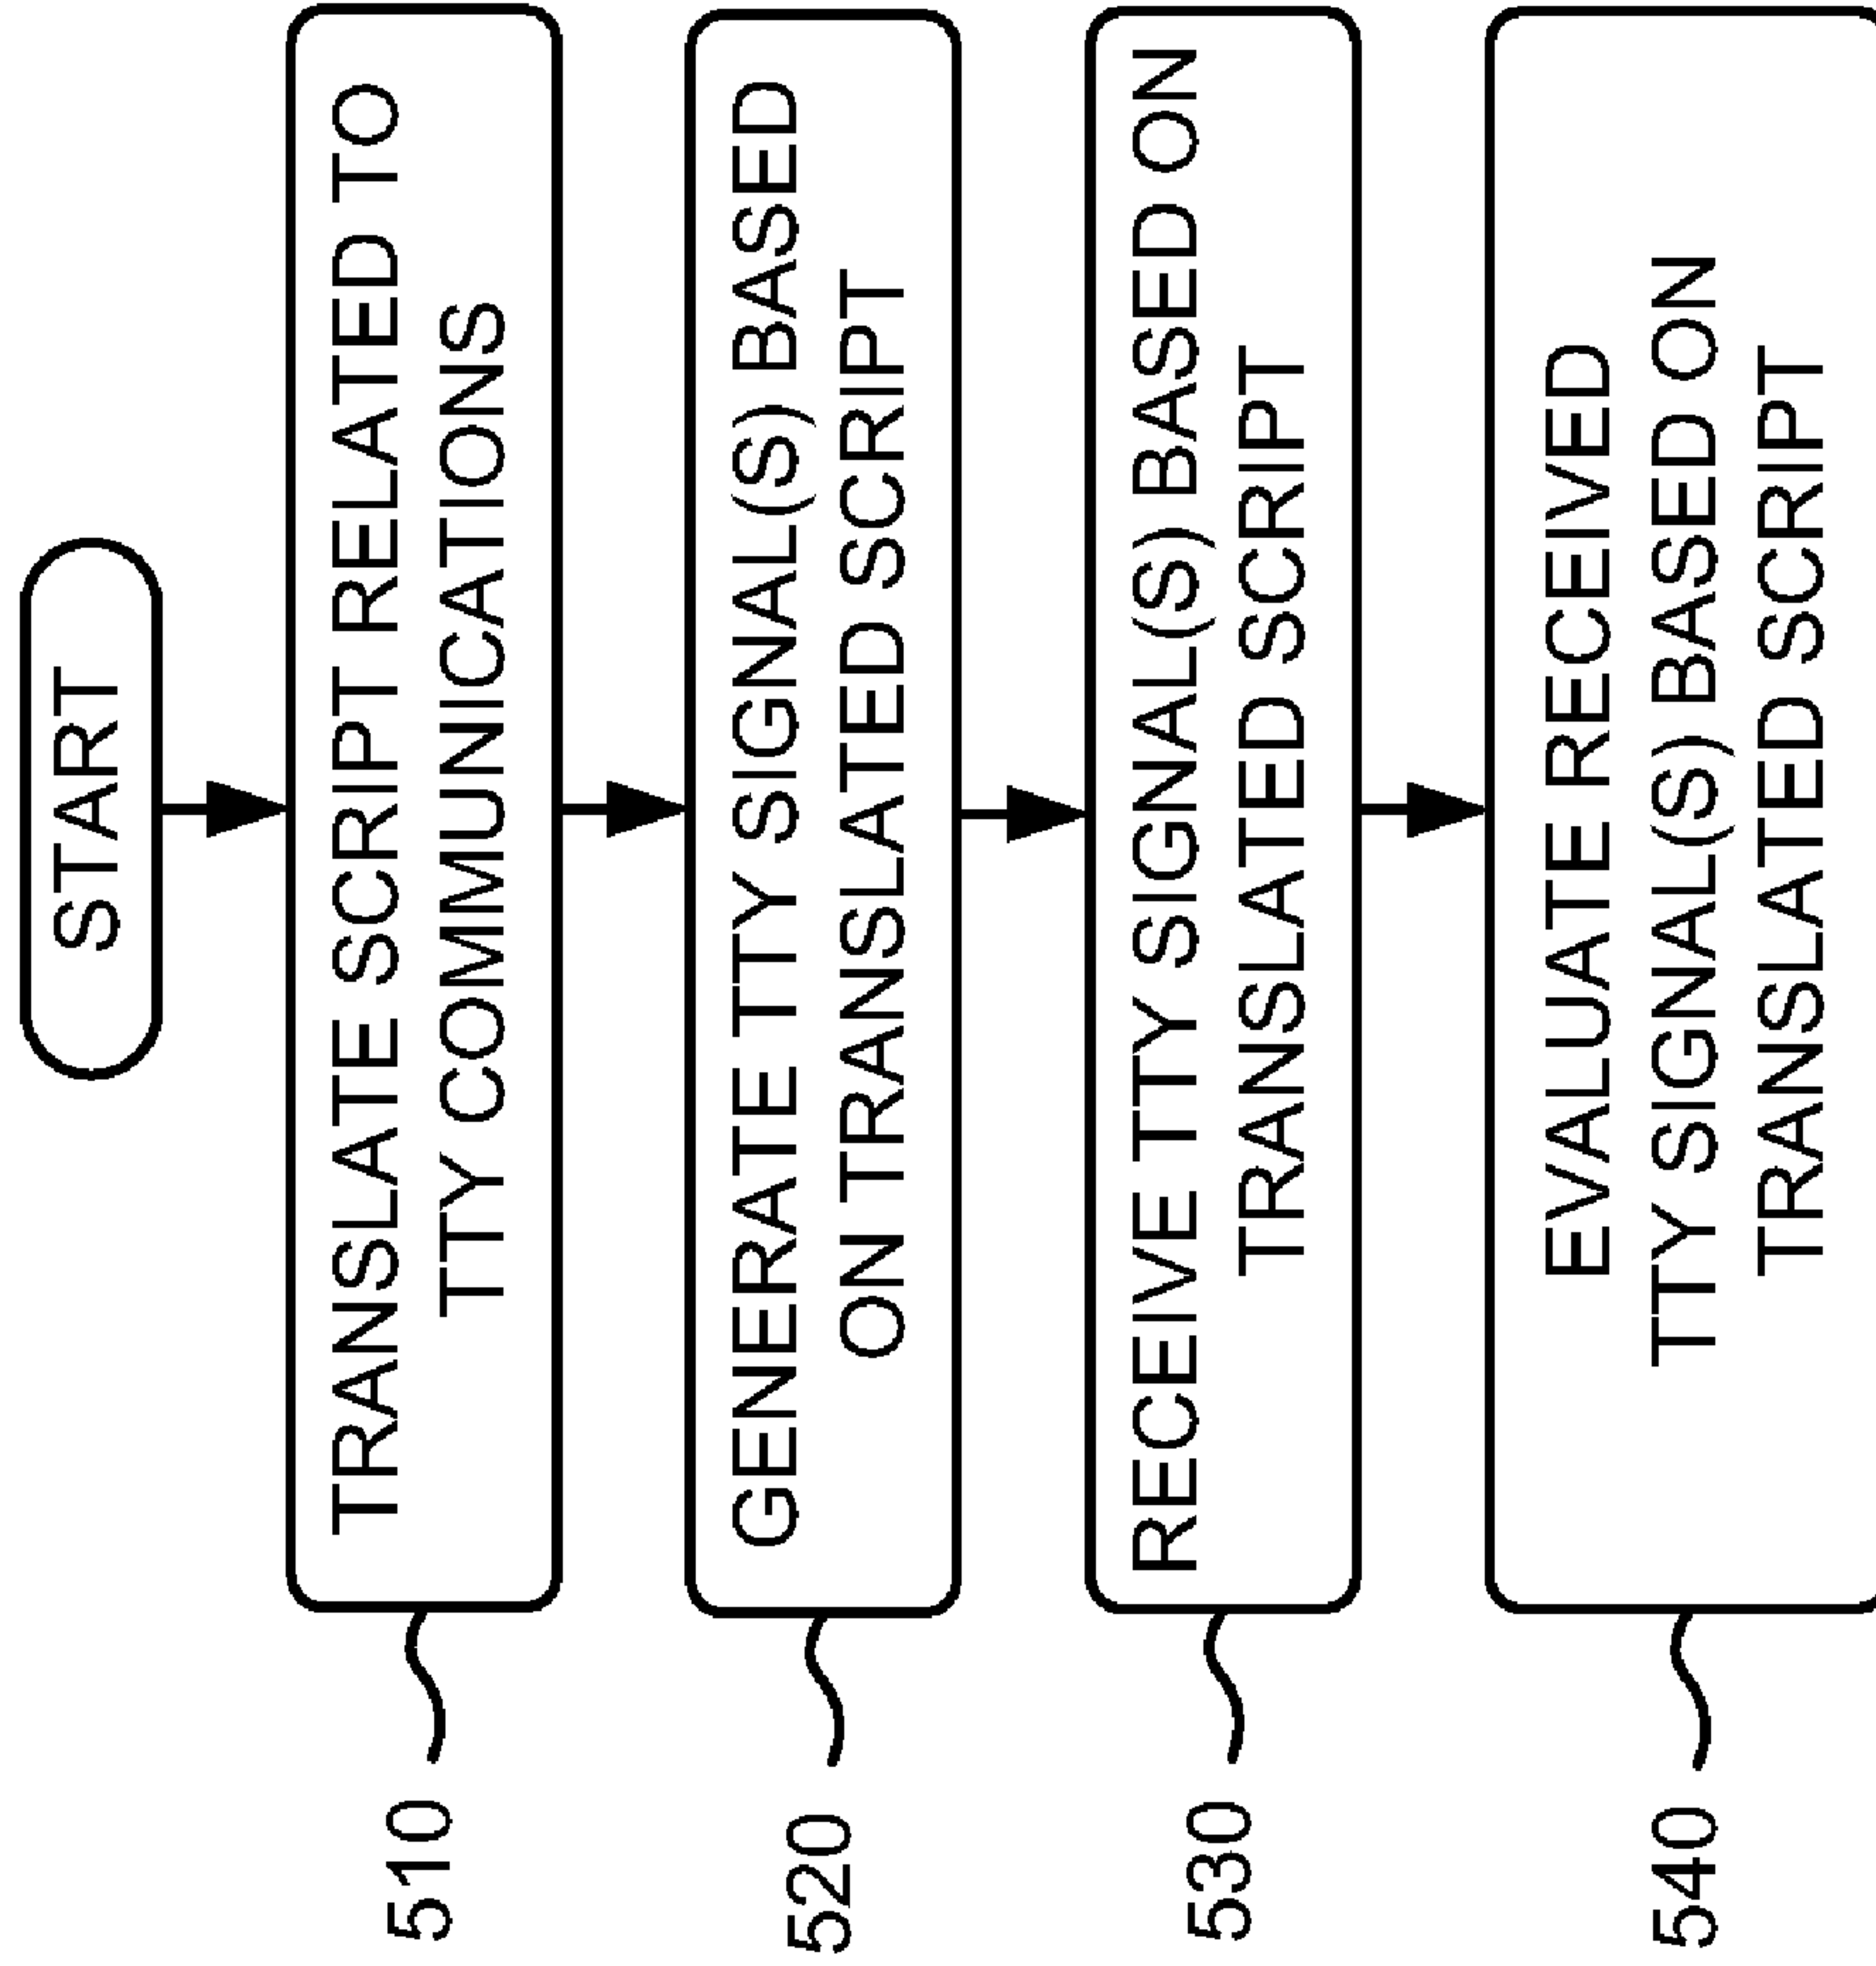 START
TRANSLATE SCRIPT RELATED TO
TTY COMMUNICATIONS
510
GENERATE TTY SIGNAL(S) BASED
ON TRANSLATED SCRIPT
520
RECEIVE TTY SIGNAL(S) BASED ON
TRANSLATED SCRIPT
530
EVALUATE RECEIVED
TTY SIGNAL(S) BASED ON
TRANSLATED SCRIPT
540